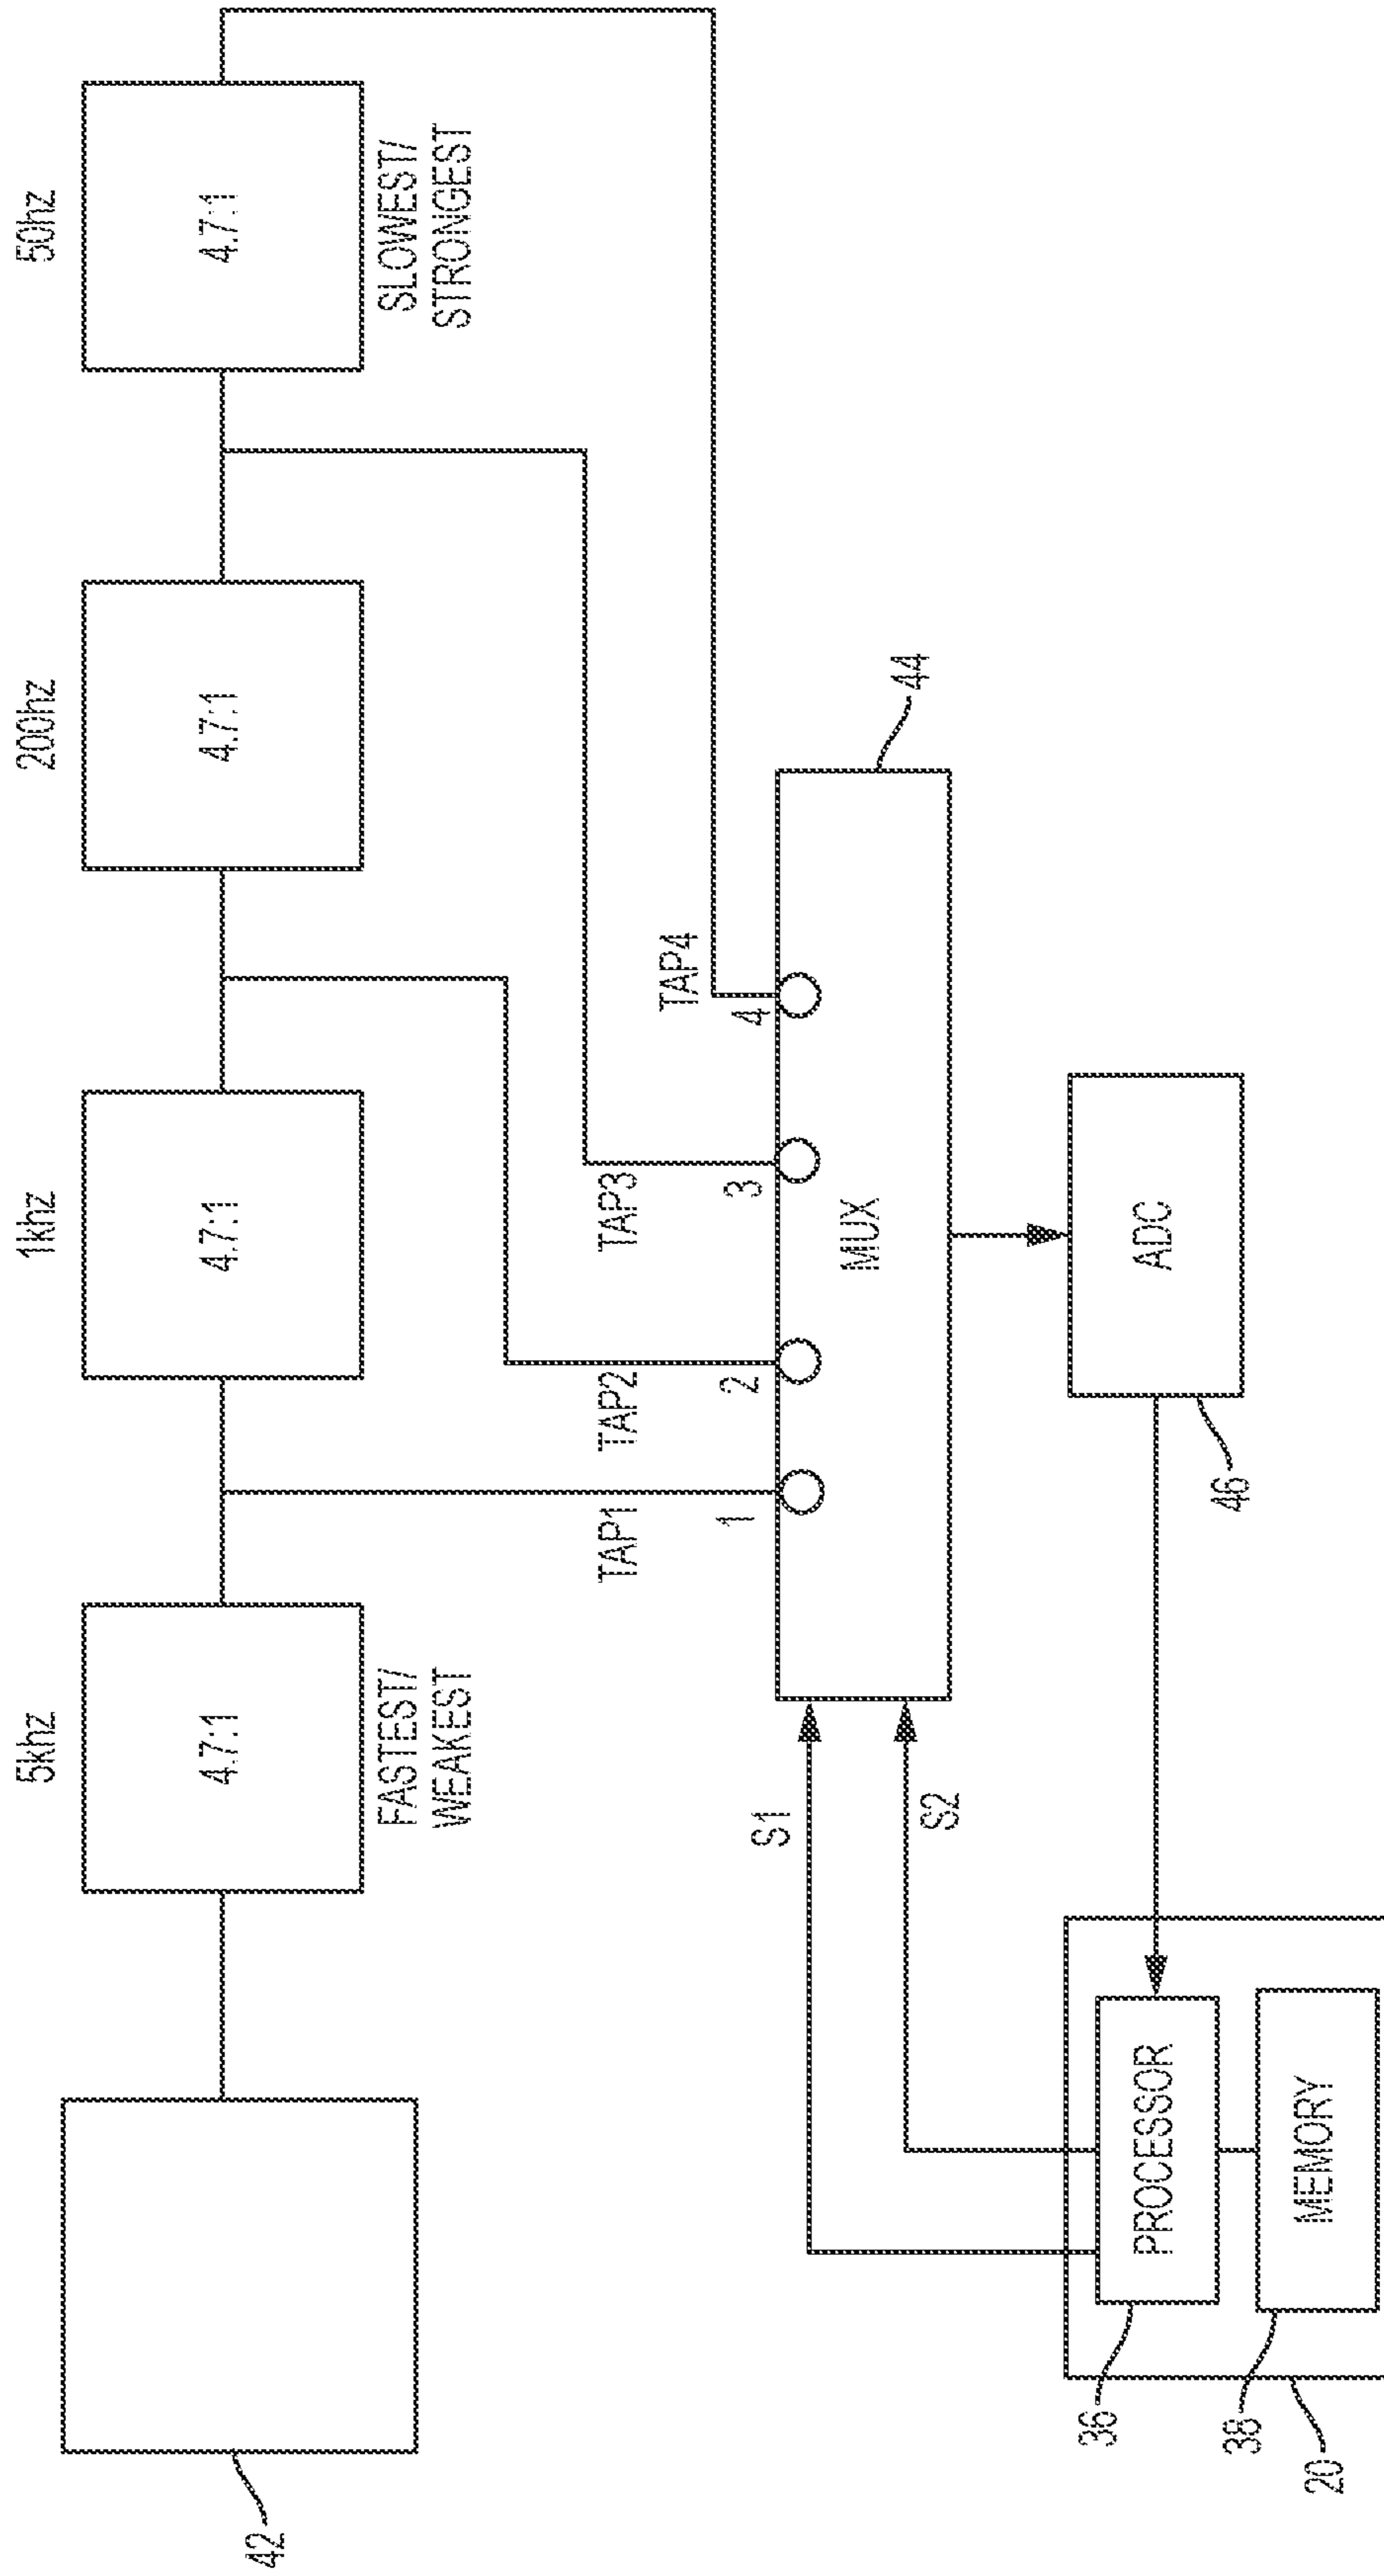 5khz
1khz
200hz
50hz
4.7:1
4.7:1
4.7:1
4.7:1
FASTEST/
WEAKEST
SLOWEST/
STRONGEST
42
TAP1
TAP2
TAP3
TAP4
1
2
3
4
S1
S2
MUX
44
ADC
46
PROCESSOR
MEMORY
36
38
20